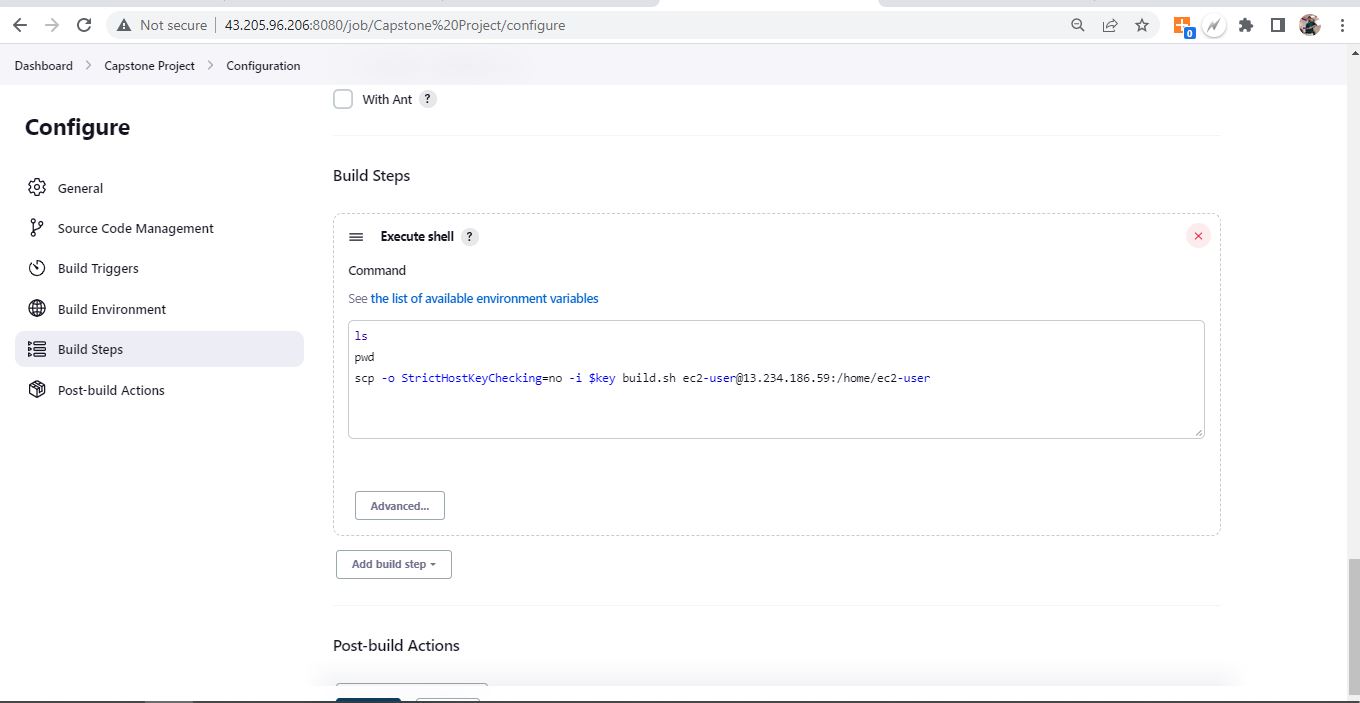 Not secure
43.205.96.206:8080/job/Capstone%20Project/configure
0
Dashboard > Capstone Project > Configuration
With Ant ?
Configure
General
Source Code Management
Build Triggers
Build Environment
Build Steps
Post-build Actions
Build Steps
Execute shell ?
Command
See the list of available environment variables
ls
pwd
scp -o StrictHostKeyChecking=no -i $key build.sh ec2-user@13.234.186.59:/home/ec2-user
Advanced...
Add build step
Post-build Actions